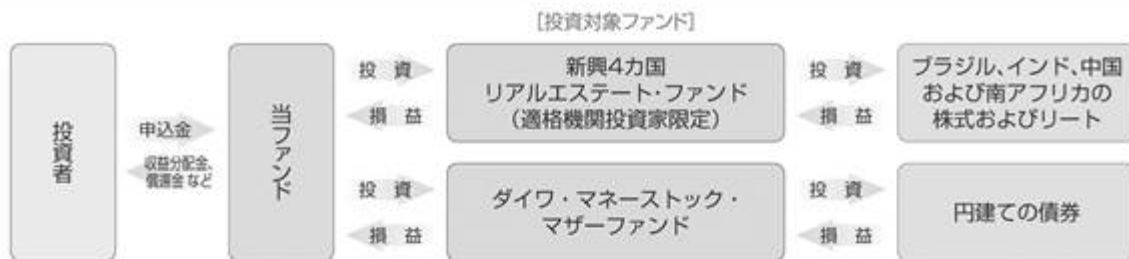 [投資対象ファンド]
投資者
申込金
収益分配金、
償還金 など
当ファンド
投 資
損 益
新興4カ国
リアルエステート・ファンド
（適格機関投資家限定）
投 資
損 益
ブラジル、インド、中国
および南アフリカの
株式およびリート
投 資
損 益
ダイワ・マネーストック・
マザーファンド
投 資
損 益
円建ての債券